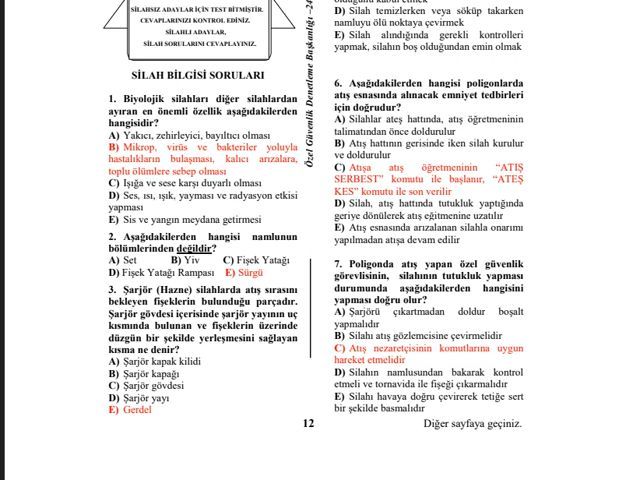 SİLAHSIZ ADAYLAR İÇİN TEST BİTMİŞTİR.
CEVAPLARINIZI KONTROL EDİNİZ.
SİLAHLI ADAYLAR,
SİLAH SORULARINI CEVAPLAYINIZ.
SİLAH BİLGİSİ SORULARI
1. Biyolojik silahları diğer silahlardan
ayıran en önemli özellik aşağıdakilerden
hangisidir?
A) Yakıcı, zehirleyici, bayıltıcı olması
B) Mikrop, virüs ve bakteriler yoluyla
hastalıkların bulaşması, kalıcı arızalara,
toplu ölümlere sebep olması
C) Işığa ve sese karşı duyarlı olması
D) Ses, ısı, ışık, yayması ve radyasyon etkisi
yapması
E) Sis ve yangın meydana getirmesi
2. Aşağıdakilerden hangisi namlunun
bölümlerinden değildir?
A) Set B) Yiv C) Fişek Yatağı
D) Fişek Yatağı Rampası E) Sürgü
3. Şarjör (Hazne) silahlarda atış sırasını
bekleyen fişeklerin bulunduğu parçadır.
Şarjör gövdesi içerisinde şarjör yayının uç
kısmında bulunan ve fişeklerin üzerinde
düzgün bir şekilde yerleşmesini sağlayan
kısma ne denir?
A) Şarjör kapak kilidi
B) Şarjör kapağı
C) Şarjör gövdesi
D) Şarjör yayı
E) Gerdel
Özel Güvenlik Denetleme Başkanlığı –24
D) Silah temizlerken veya söküp takarken
namluyu ölü noktaya çevirmek
E) Silah alındığında gerekli kontrolleri
yapmak, silahın boş olduğundan emin olmak
6. Aşağıdakilerden hangisi poligonlarda
atış esnasında alınacak emniyet tedbirleri
için doğrudur?
A) Silahlar ateş hattında, atış öğretmeninin
talimatından önce doldurulur
B) Atış hattının gerisinde iken silah kurulur
ve doldurulur
C) Atışa atış öğretmeninin “ATIŞ
SERBEST” komutu ile başlanır, “ATEŞ
KES” komutu ile son verilir
D) Silah, atış hattında tutukluk yaptığında
geriye dönülerek atış eğitmenine uzatılır
E) Atış esnasında arızalanan silahla onarımı
yapılmadan atışa devam edilir
7. Poligonda atış yapan özel güvenlik
görevlisinin, silahının tutukluk yapması
durumunda aşağıdakilerden hangisini
yapması doğru olur?
A) Şarjörü çıkartmadan doldur boşalt
yapmalıdır
B) Silahı atış gözlemcisine çevirmelidir
C) Atış nezaretçisinin komutlarına uygun
hareket etmelidir
D) Silahın namlusundan bakarak kontrol
etmeli ve tornavida ile fişeği çıkarmalıdır
E) Silahı havaya doğru çevirerek tetiğe sert
bir şekilde basmalıdır
12
Diğer sayfaya geçiniz.